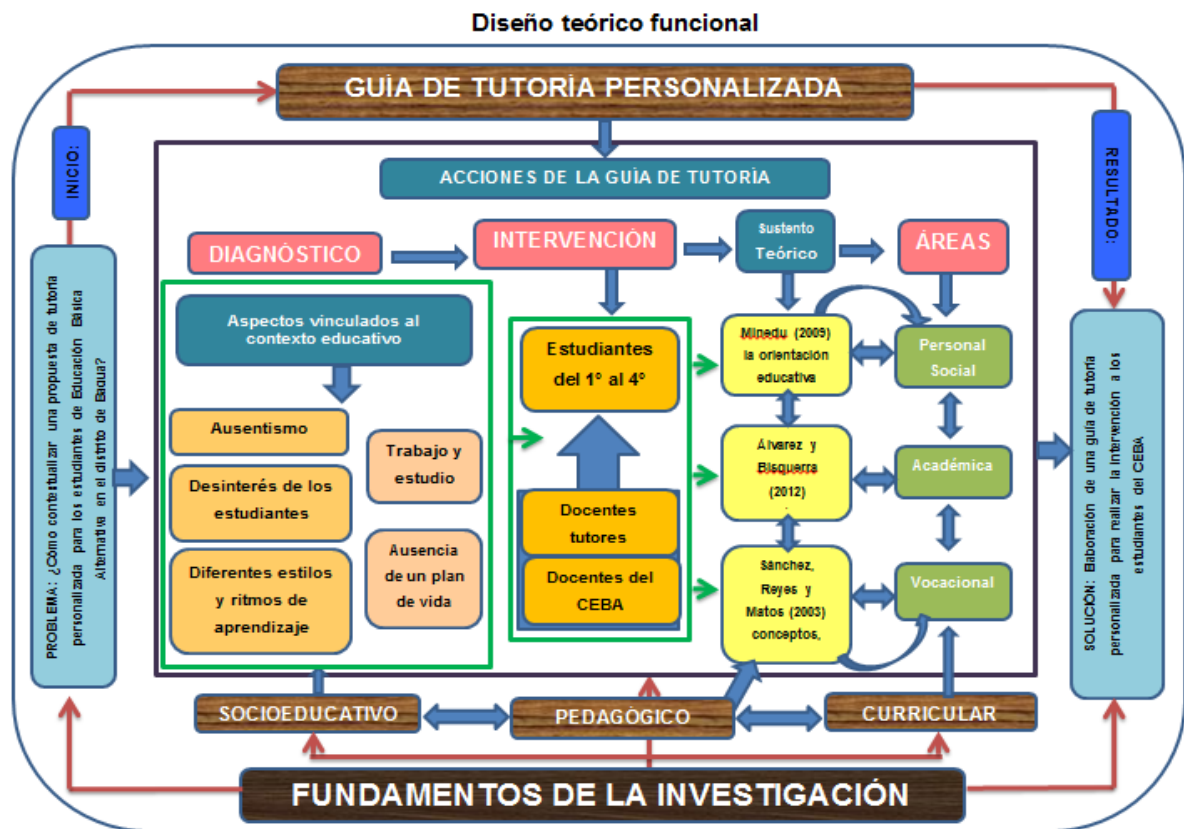 Diseño teórico funcional
GUÍA DE TUTORÌA PERSONALIZADA
INICIO:
RESULTADO:
ACCIONES DE LA GUÌA DE TUTORÌA
DIAGNÓSTICO
INTERVENCIÓN
Sustento
Teórico
ÁREAS
PROBLEMA: ¿Cómo contextualizar una propuesta de tutoría
personalizada para los estudiantes de Educación Básica
Alternativa en el distrito de Bagua?
Aspectos vinculados al
contexto educativo
Ausentismo
Desinterés de los
estudiantes
Diferentes estilos
y ritmos de
aprendizaje
Trabajo y
estudio
Ausencia
de un plan
de vida
Estudiantes
del 1° al 4°
Docentes
tutores
Docentes del
CEBA
Minedu (2009)
la orientación
educativa
Álvarez y
Bisquerra
(2012)
.
Sánchez,
Reyes y
Matos (2003)
conceptos,
Personal
Social
Académica
Vocacional
SOLUCIÓN: Elaboración de una guía de tutoría
personalizada para realizar la intervención a los
estudiantes del CEBA
SOCIOEDUCATIVO
PEDAGÓGICO
CURRICULAR
FUNDAMENTOS DE LA INVESTIGACIÓN